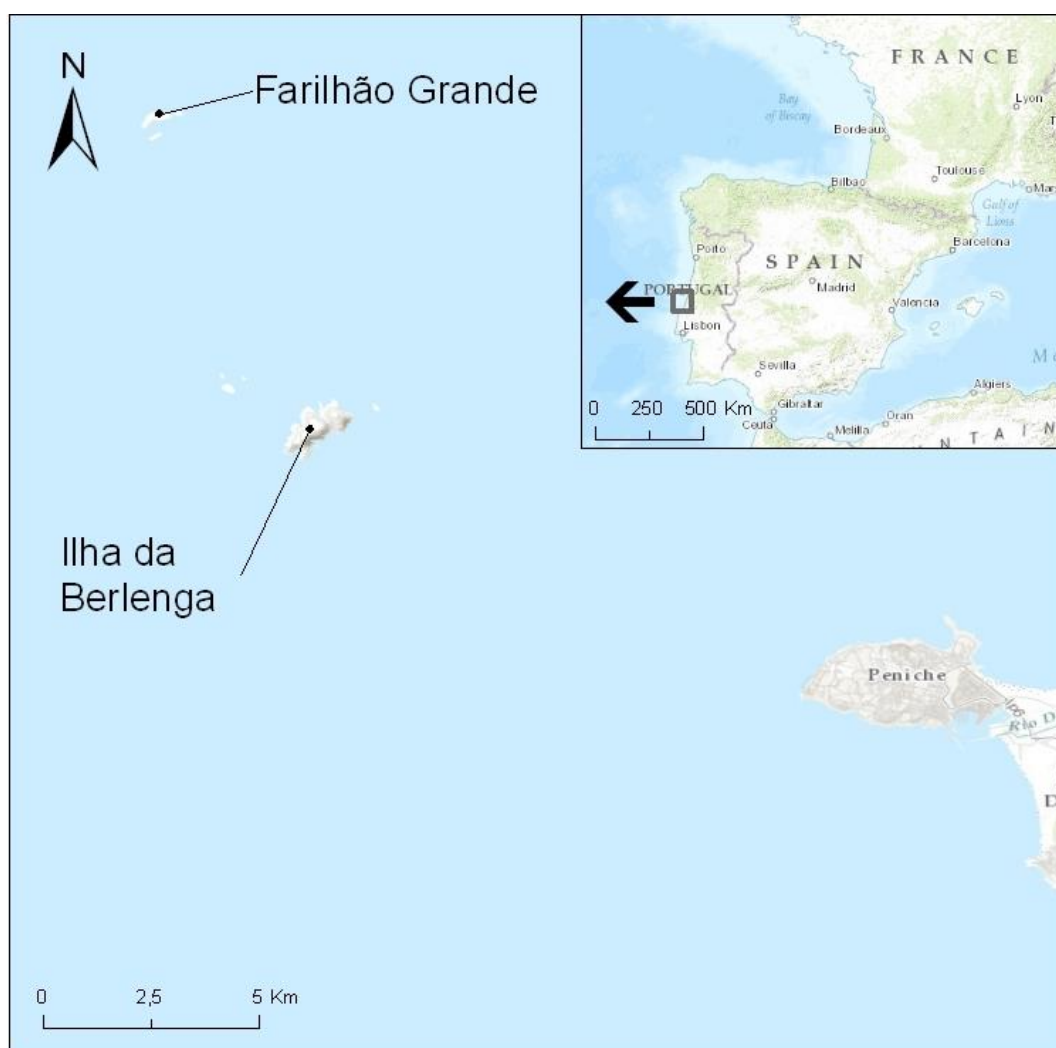 N
Farilhão Grande
Ilha da
Berlenga
Peniche
Ip6
0 2,5 5 Km
FRANCE
Bay
of Biscay
Lyon
Bordeaux
Toulouse
Bilbao
Gulf of
Lions
Porto
Barcelona
SPAIN
Madrid
PORTUGAL
Valencia
Lisbon
Sevilla
Algiers
0 250 500 Km
Gibraltar
Ceuta
Oran
Melilla
N T A I N